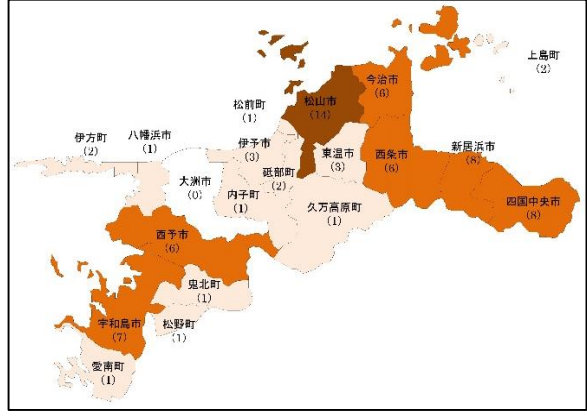 上島町
(2)
今治市
(6)
松山市
(14)
松前町
(1)
伊方町
(2)
八幡浜市
(1)
伊予市
(3)
東温市
(3)
西条市
(6)
新居浜市
(8)
砥部町
(2)
大洲市
(0)
内子町
(1)
久万高原町
(1)
四国中央市
(8)
西予市
(6)
鬼北町
(1)
松野町
(1)
宇和島市
(7)
愛南町
(1)